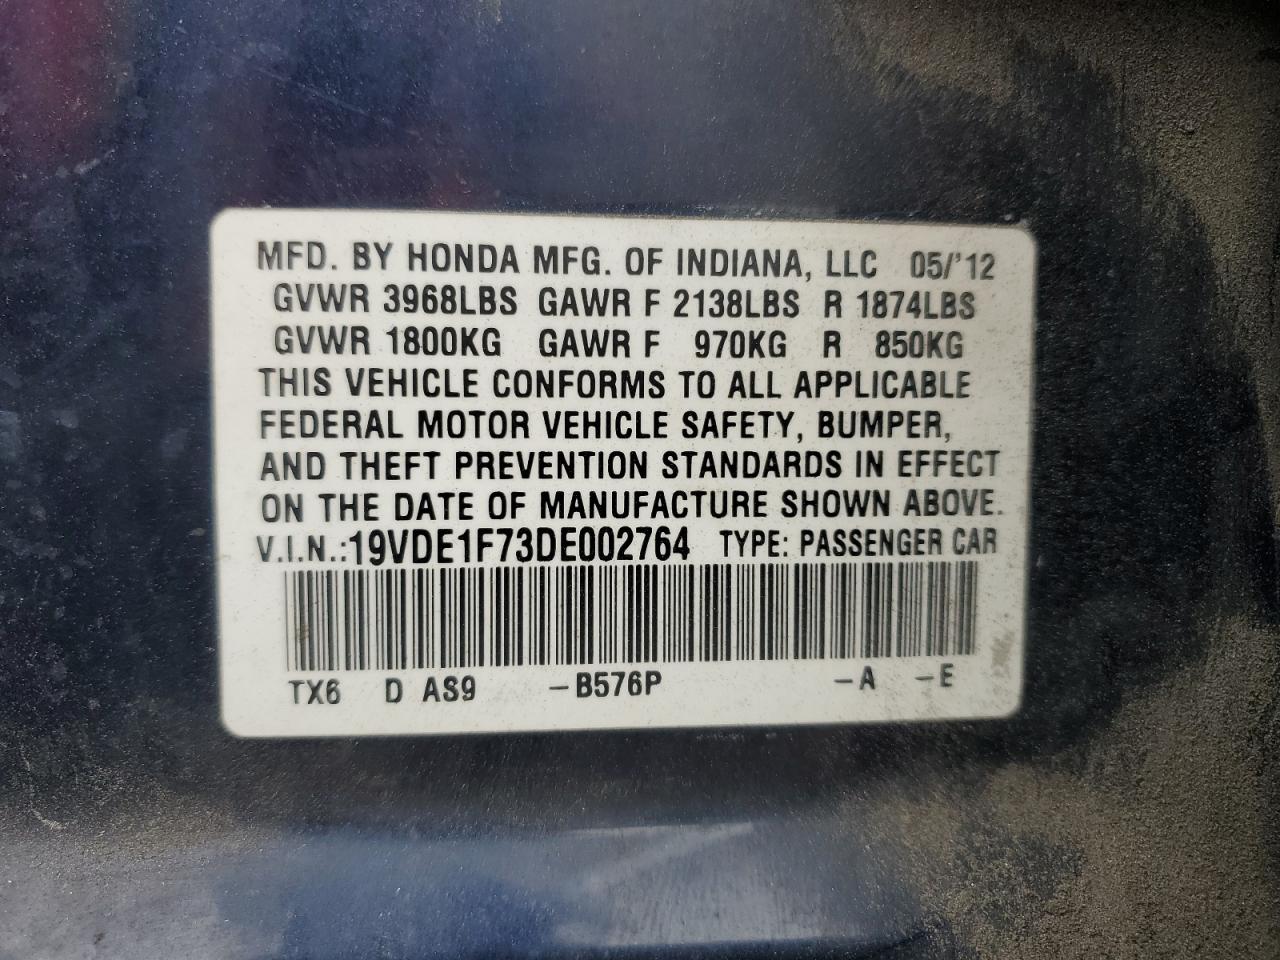 MFD. BY HONDA MFG. OF INDIANA, LLC 05/'12
GVWR 3968LBS GAWR F 2138LBS R 1874LBS
GVWR 1800KG GAWR F 970KG R 850KG
THIS VEHICLE CONFORMS TO ALL APPLICABLE
FEDERAL MOTOR VEHICLE SAFETY, BUMPER,
AND THEFT PREVENTION STANDARDS IN EFFECT
ON THE DATE OF MANUFACTURE SHOWN ABOVE.
V.I.N.:19VDE1F73DE002764 TYPE: PASSENGER CAR
TX6 D AS9 -B576P -A -E